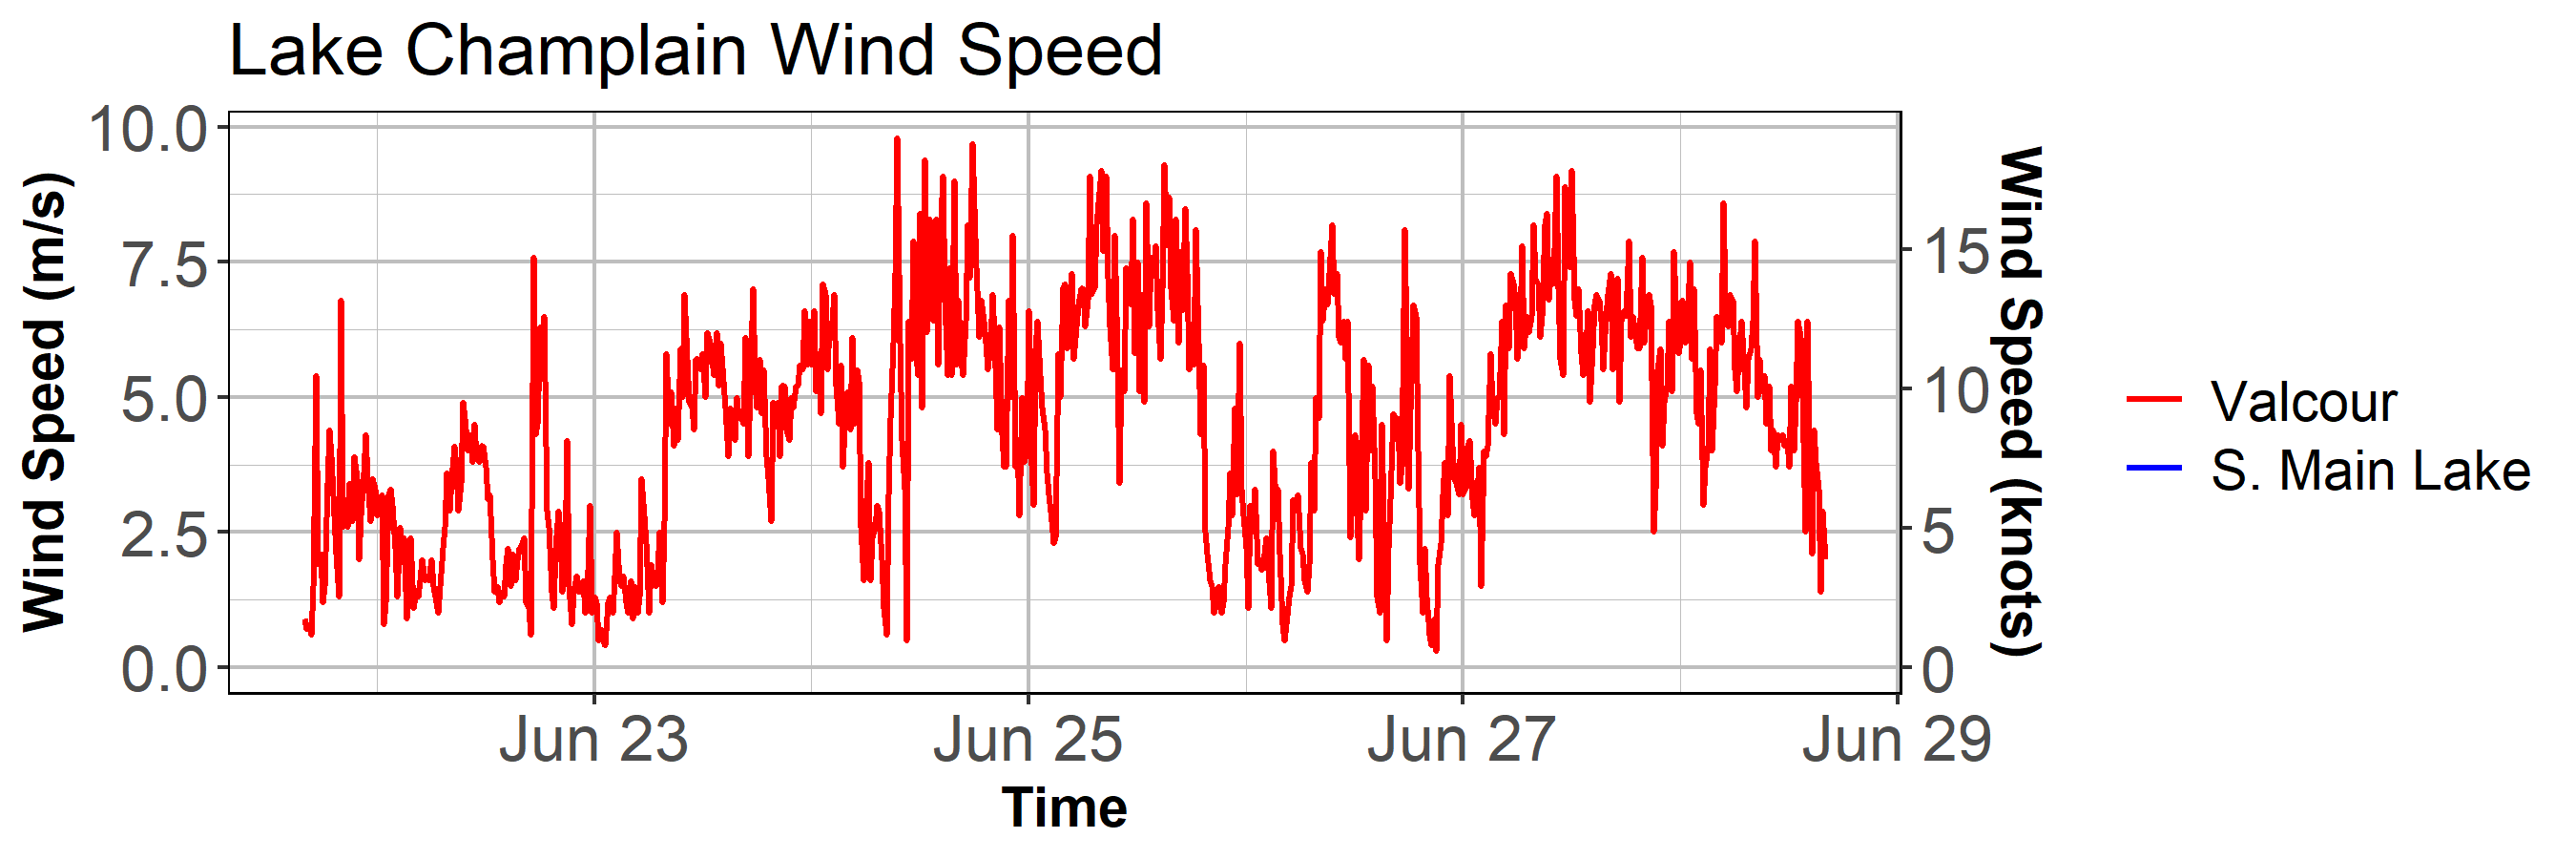 Lake Champlain Wind Speed
10.0
7.5
5.0
2.5
0.0
Wind Speed (m/s)
15
10
5
0
Wind Speed (knots)
Jun 23
Jun 25
Jun 27
Jun 29
Time
Valcour
S. Main Lake